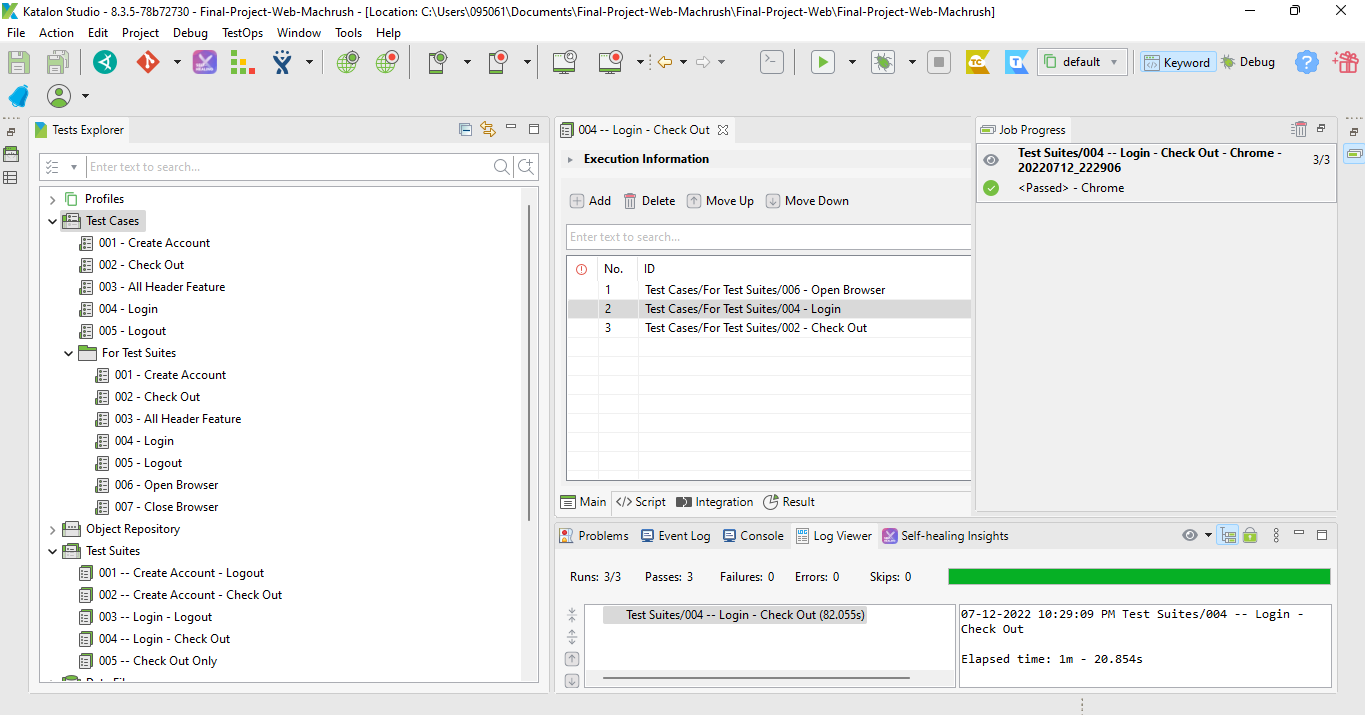 Katalon Studio - 8.3.5-78b72730 - Final-Project-Web-Machrush - [Location: C:\Users\095061\Documents\Final-Project-Web-Machrush\Final-Project-Web\Final-Project-Web-Machrush]
File Action Edit Project Debug TestOps Window Tools Help
default
Keyword
Debug
Tests Explorer
Enter text to search...
Profiles
Test Cases
001 - Create Account
002 - Check Out
003 - All Header Feature
004 - Login
005 - Logout
For Test Suites
001 - Create Account
002 - Check Out
003 - All Header Feature
004 - Login
005 - Logout
006 - Open Browser
007 - Close Browser
Object Repository
Test Suites
001 -- Create Account - Logout
002 -- Create Account - Check Out
003 -- Login - Logout
004 -- Login - Check Out
005 -- Check Out Only
004 -- Login - Check Out
Execution Information
Add Delete Move Up Move Down
Enter text to search...
No. ID
1 Test Cases/For Test Suites/006 - Open Browser
2 Test Cases/For Test Suites/004 - Login
3 Test Cases/For Test Suites/002 - Check Out
Main </> Script Integration Result
Job Progress
Test Suites/004 -- Login - Check Out - Chrome - 3/3
20220712_222906
<Passed> - Chrome
Problems Event Log Console Log Viewer Self-healing Insights
Runs: 3/3 Passes: 3 Failures: 0 Errors: 0 Skips: 0
Test Suites/004 -- Login - Check Out (82.055s)
07-12-2022 10:29:09 PM Test Suites/004 -- Login -
Check Out
Elapsed time: 1m - 20.854s